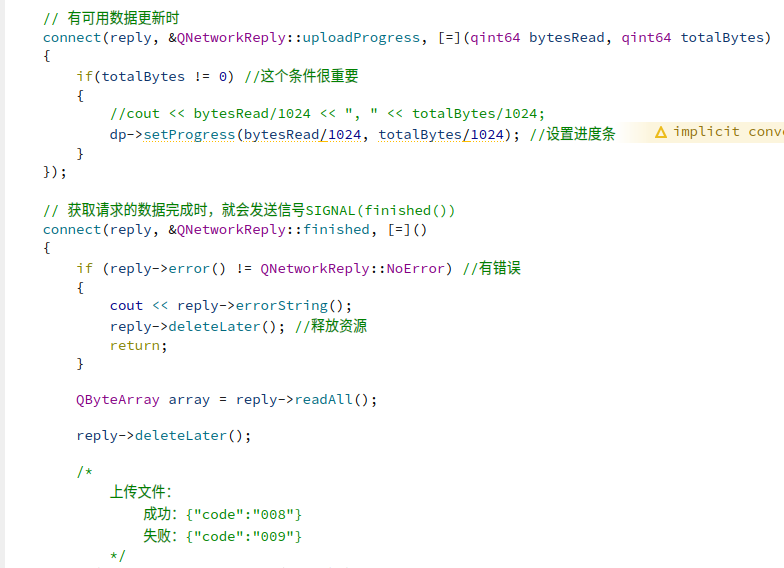 // 有可用数据更新时
connect(reply, &QNetworkReply::uploadProgress, [=](qint64 bytesRead, qint64 totalBytes)
{
    if(totalBytes != 0) //这个条件很重要
    {
        //cout << bytesRead/1024 << ", " << totalBytes/1024;
        dp->setProgress(bytesRead/1024, totalBytes/1024); //设置进度条 implicit conv
    }
});
// 获取请求的数据完成时，就会发送信号SIGNAL(finished())
connect(reply, &QNetworkReply::finished, [=]()
{
    if (reply->error() != QNetworkReply::NoError) //有错误
    {
        cout << reply->errorString();
        reply->deleteLater(); //释放资源
        return;
    }
    QByteArray array = reply->readAll();
    reply->deleteLater();
    /*
        上传文件：
            成功：{"code":"008"}
            失败：{"code":"009"}
        */